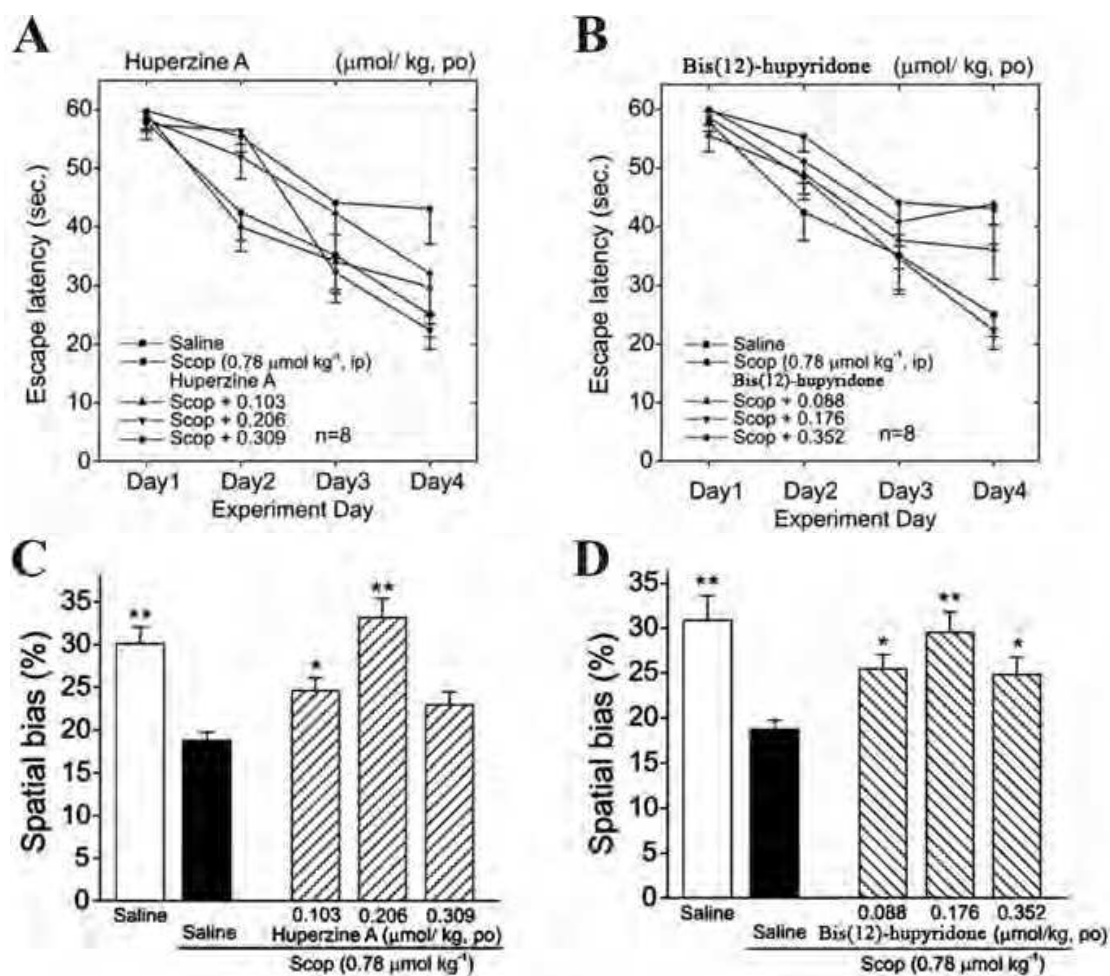 A
Huperzine A (μmol/ kg, po)
Escape latency (sec.)
60
50
40
30
20
0
Saline
Scop (0.78 μmol kg⁻¹, ip)
Huperzine A
Scop + 0.103
Scop + 0.206
Scop + 0.309 n=8
Day1 Day2 Day3 Day4
Experiment Day
B
Bis(12)-hupyridone (μmol/ kg, po)
Escape latency (sec.)
60
50
40
30
20
0
Saline
Scop (0.78 μmol kg⁻¹, ip)
Bis(12)-hupyridone
Scop + 0.088
Scop + 0.176
Scop + 0.352 n=8
Day1 Day2 Day3 Day4
Experiment Day
C
Spatial bias (%)
35
30
25
20
15
10
5
0
** * **
Saline
Saline
0.103 0.206 0.309
Huperzine A (μmol/ kg, po)
Scop (0.78 μmol kg⁻¹)
D
Spatial bias (%)
35
30
25
20
15
10
5
0
** * ** *
Saline
Saline
0.088 0.176 0.352
Bis(12)-hupyridone (μmol/kg, po)
Scop (0.78 μmol kg⁻¹)